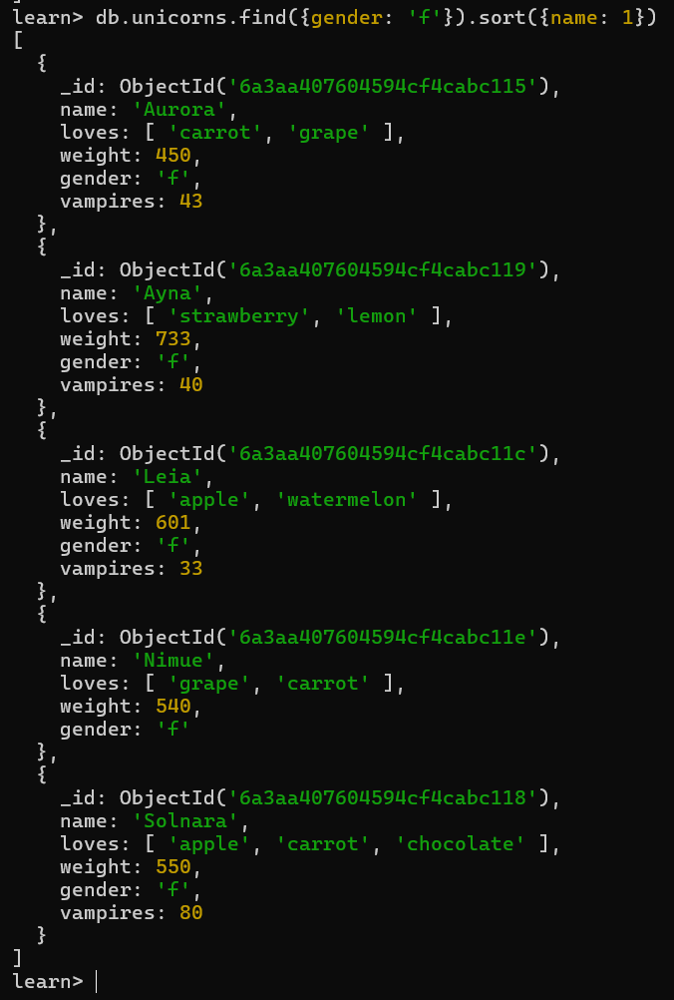 ]
learn> db.unicorns.find({gender: 'f'}).sort({name: 1})
[
  {
    _id: ObjectId('6a3aa407604594cf4cabc115'),
    name: 'Aurora',
    loves: [ 'carrot', 'grape' ],
    weight: 450,
    gender: 'f',
    vampires: 43
  },
  {
    _id: ObjectId('6a3aa407604594cf4cabc119'),
    name: 'Ayna',
    loves: [ 'strawberry', 'lemon' ],
    weight: 733,
    gender: 'f',
    vampires: 40
  },
  {
    _id: ObjectId('6a3aa407604594cf4cabc11c'),
    name: 'Leia',
    loves: [ 'apple', 'watermelon' ],
    weight: 601,
    gender: 'f',
    vampires: 33
  },
  {
    _id: ObjectId('6a3aa407604594cf4cabc11e'),
    name: 'Nimue',
    loves: [ 'grape', 'carrot' ],
    weight: 540,
    gender: 'f'
  },
  {
    _id: ObjectId('6a3aa407604594cf4cabc118'),
    name: 'Solnara',
    loves: [ 'apple', 'carrot', 'chocolate' ],
    weight: 550,
    gender: 'f',
    vampires: 80
  }
]
learn>